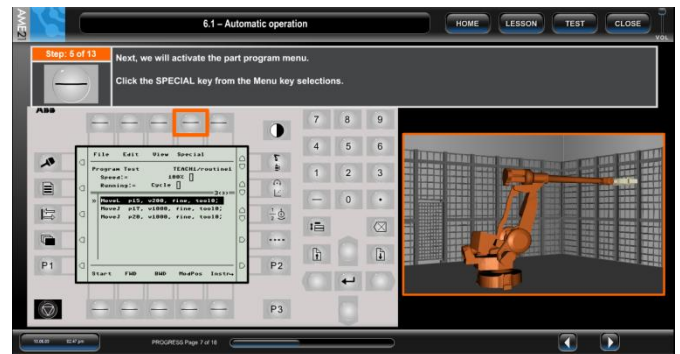 AME21
6.1 – Automatic operation
HOME
LESSON
TEST
CLOSE
VOL
Step: 5 of 13
Next, we will activate the part program menu.
Click the SPECIAL key from the Menu key selections.
ABB
7 8 9
4 5 6
1 2 3
— 0 .
File Edit View Special
Program Test TEACH1/routine1
Speed:= 100%
Running:= Cycle
MoveL p15, v200, fine, tool0;
MoveJ p17, v1000, fine, tool0;
MoveJ p20, v1000, fine, tool0;
Start FWD BWD ModPos Instr→
P1
P2
P3
PROGRESS Page 7 of 16